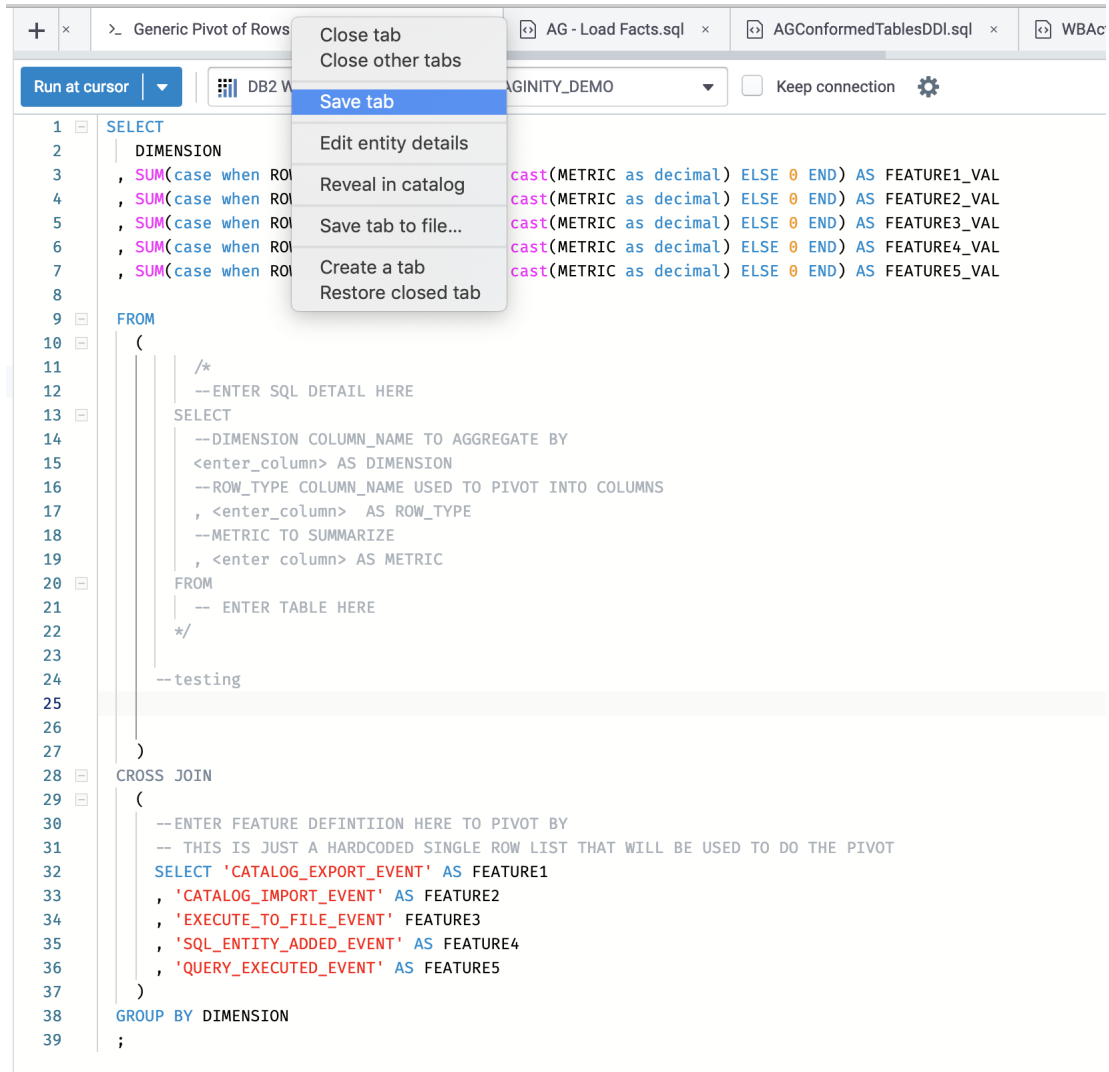 + × >_ Generic Pivot of Rows AG - Load Facts.sql × AGConformedTablesDDl.sql × WBAc
Close tab
Close other tabs
Save tab
Edit entity details
Reveal in catalog
Save tab to file...
Create a tab
Restore closed tab
Run at cursor DB2 W AGINITY_DEMO Keep connection
1 SELECT
2 DIMENSION
3 , SUM(case when ROW cast(METRIC as decimal) ELSE 0 END) AS FEATURE1_VAL
4 , SUM(case when ROW cast(METRIC as decimal) ELSE 0 END) AS FEATURE2_VAL
5 , SUM(case when ROW cast(METRIC as decimal) ELSE 0 END) AS FEATURE3_VAL
6 , SUM(case when ROW cast(METRIC as decimal) ELSE 0 END) AS FEATURE4_VAL
7 , SUM(case when ROW cast(METRIC as decimal) ELSE 0 END) AS FEATURE5_VAL
8
9 FROM
10 (
11 /*
12 --ENTER SQL DETAIL HERE
13 SELECT
14 --DIMENSION COLUMN_NAME TO AGGREGATE BY
15 <enter_column> AS DIMENSION
16 --ROW_TYPE COLUMN_NAME USED TO PIVOT INTO COLUMNS
17 , <enter_column> AS ROW_TYPE
18 --METRIC TO SUMMARIZE
19 , <enter column> AS METRIC
20 FROM
21 -- ENTER TABLE HERE
22 */
23
24 --testing
25
26
27 )
28 CROSS JOIN
29 (
30 --ENTER FEATURE DEFINTIION HERE TO PIVOT BY
31 -- THIS IS JUST A HARDCODED SINGLE ROW LIST THAT WILL BE USED TO DO THE PIVOT
32 SELECT 'CATALOG_EXPORT_EVENT' AS FEATURE1
33 , 'CATALOG_IMPORT_EVENT' AS FEATURE2
34 , 'EXECUTE_TO_FILE_EVENT' FEATURE3
35 , 'SQL_ENTITY_ADDED_EVENT' AS FEATURE4
36 , 'QUERY_EXECUTED_EVENT' AS FEATURE5
37 )
38 GROUP BY DIMENSION
39 ;